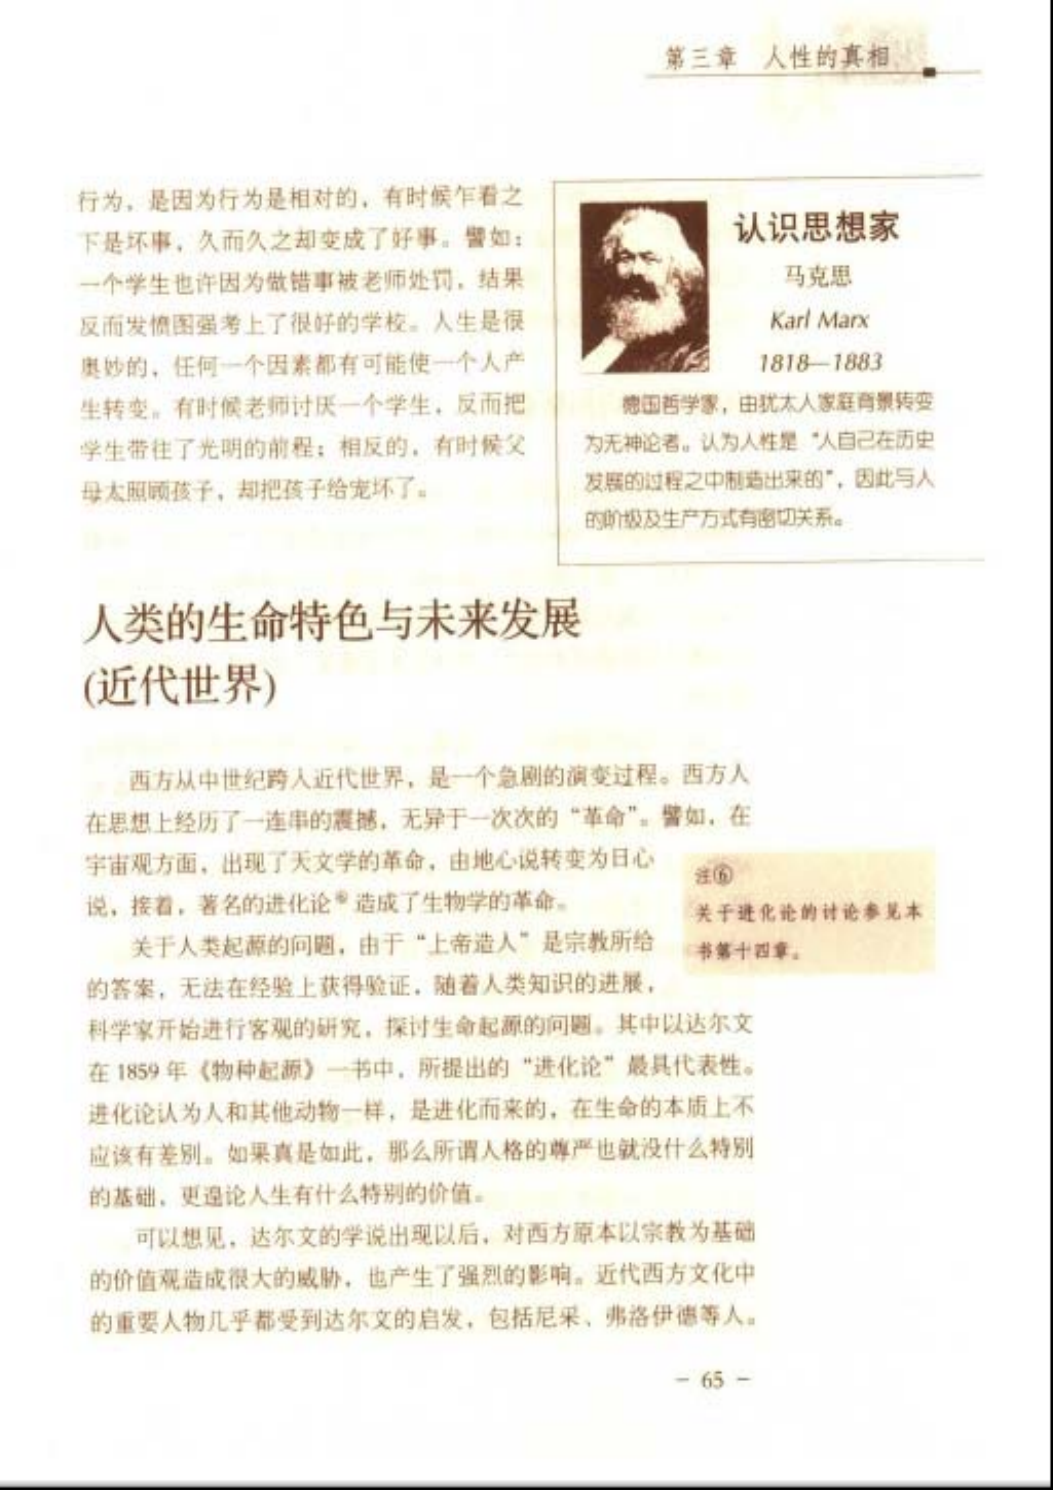 第三章 人性的真相
行为，是因为行为是相对的，有时候乍看之
下是坏事，久而久之却变成了好事。譬如：
一个学生也许因为做错事被老师处罚，结果
反而发愤图强考上了很好的学校。人生是很
奥妙的，任何一个因素都有可能使一个人产
生转变。有时候老师讨厌一个学生，反而把
学生带往了光明的前程；相反的，有时候父
母太照顾孩子，却把孩子给宠坏了。
认识思想家
马克思
Karl Marx
1818—1883
德国哲学家，由犹太人家庭背景转变
为无神论者。认为人性是“人自己在历史
发展的过程之中制造出来的”，因此与人
的阶级及生产方式有密切关系。
人类的生命特色与未来发展
(近代世界)
西方从中世纪跨入近代世界，是一个急剧的演变过程。西方人
在思想上经历了一连串的震撼，无异于一次次的“革命”。譬如，在
宇宙观方面，出现了天文学的革命，由地心说转变为日心
说，接着，著名的进化论⑥造成了生物学的革命。
关于人类起源的问题，由于“上帝造人”是宗教所给
的答案，无法在经验上获得验证，随着人类知识的进展，
科学家开始进行客观的研究，探讨生命起源的问题。其中以达尔文
在 1859 年《物种起源》一书中，所提出的“进化论”最具代表性。
进化论认为人和其他动物一样，是进化而来的，在生命的本质上不
应该有差别。如果真是如此，那么所谓人格的尊严也就没什么特别
的基础，更遑论人生有什么特别的价值。
可以想见，达尔文的学说出现以后，对西方原本以宗教为基础
的价值观造成很大的威胁，也产生了强烈的影响。近代西方文化中
的重要人物几乎都受到达尔文的启发，包括尼采、弗洛伊德等人。
注⑥
关于进化论的讨论参见本
书第十四章。
- 65 -